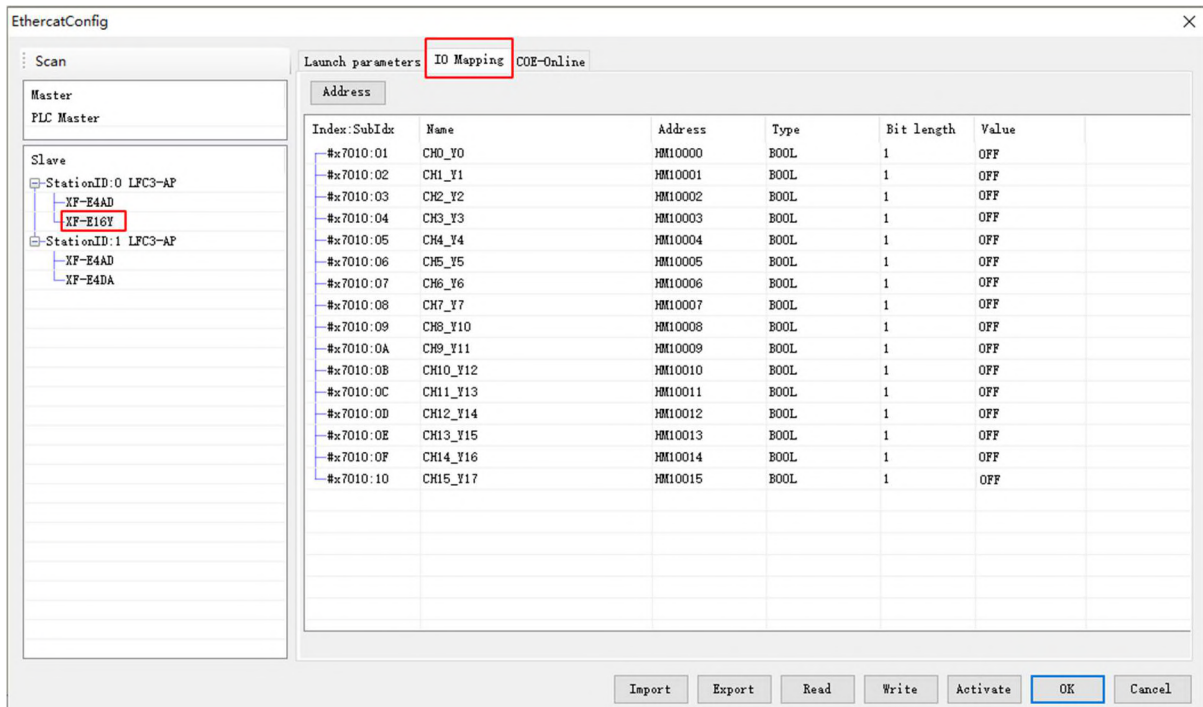 EthercatConfig
Scan
Master
PLC Master
Slave
StationID:0 LFC3-AP
XF-E4AD
XF-E16Y
StationID:1 LFC3-AP
XF-E4AD
XF-E4DA
Launch parameters IO Mapping COE-Online
Address
Index:SubIdx Name Address Type Bit length Value
#x7010:01 CH0_Y0 HM10000 BOOL 1 OFF
#x7010:02 CH1_Y1 HM10001 BOOL 1 OFF
#x7010:03 CH2_Y2 HM10002 BOOL 1 OFF
#x7010:04 CH3_Y3 HM10003 BOOL 1 OFF
#x7010:05 CH4_Y4 HM10004 BOOL 1 OFF
#x7010:06 CH5_Y5 HM10005 BOOL 1 OFF
#x7010:07 CH6_Y6 HM10006 BOOL 1 OFF
#x7010:08 CH7_Y7 HM10007 BOOL 1 OFF
#x7010:09 CH8_Y10 HM10008 BOOL 1 OFF
#x7010:0A CH9_Y11 HM10009 BOOL 1 OFF
#x7010:0B CH10_Y12 HM10010 BOOL 1 OFF
#x7010:0C CH11_Y13 HM10011 BOOL 1 OFF
#x7010:0D CH12_Y14 HM10012 BOOL 1 OFF
#x7010:0E CH13_Y15 HM10013 BOOL 1 OFF
#x7010:0F CH14_Y16 HM10014 BOOL 1 OFF
#x7010:10 CH15_Y17 HM10015 BOOL 1 OFF
Import Export Read Write Activate OK Cancel